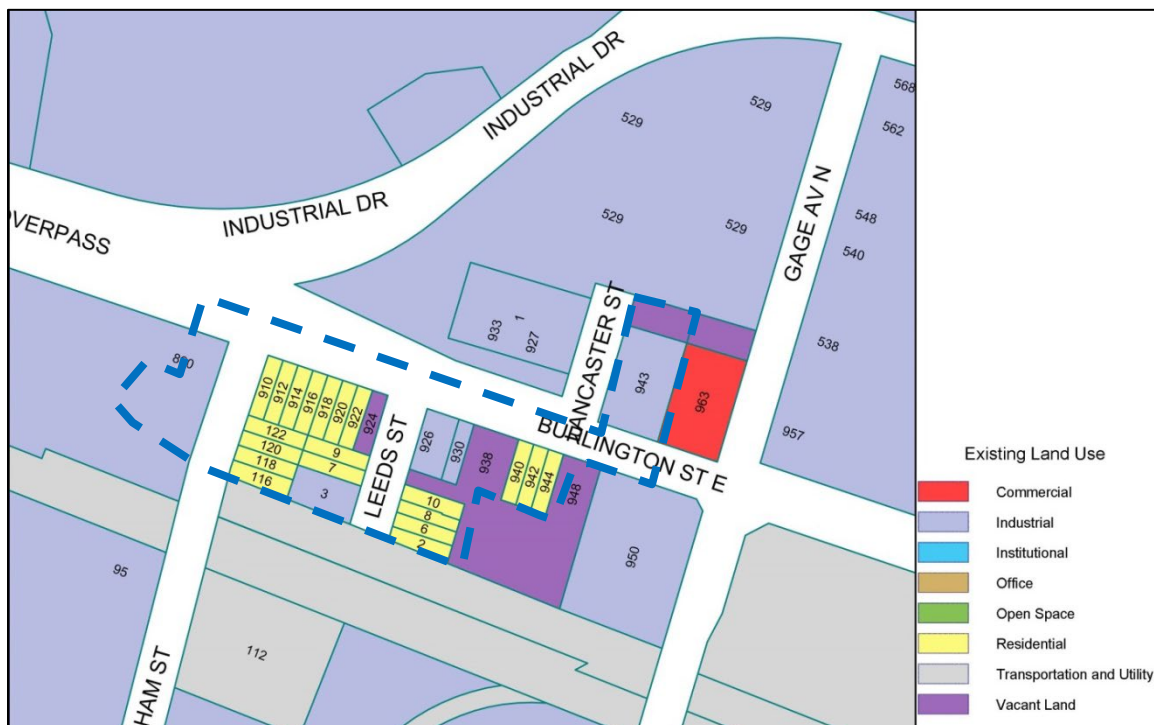 INDUSTRIAL DR
568
529
529
562
INDUSTRIAL DR
529
548
OVERPASS
529
540
GAGE AV N
1
933
927
LANCASTER ST
538
943
963
910
912
914
916
918
920
922
924
957
BURLINGTON ST E
122
9
926
930
938
940
942
944
948
120
7
118
LEEDS ST
116
3
10
8
6
2
950
95
112
HAM ST
Existing Land Use
Commercial
Industrial
Institutional
Office
Open Space
Residential
Transportation and Utility
Vacant Land